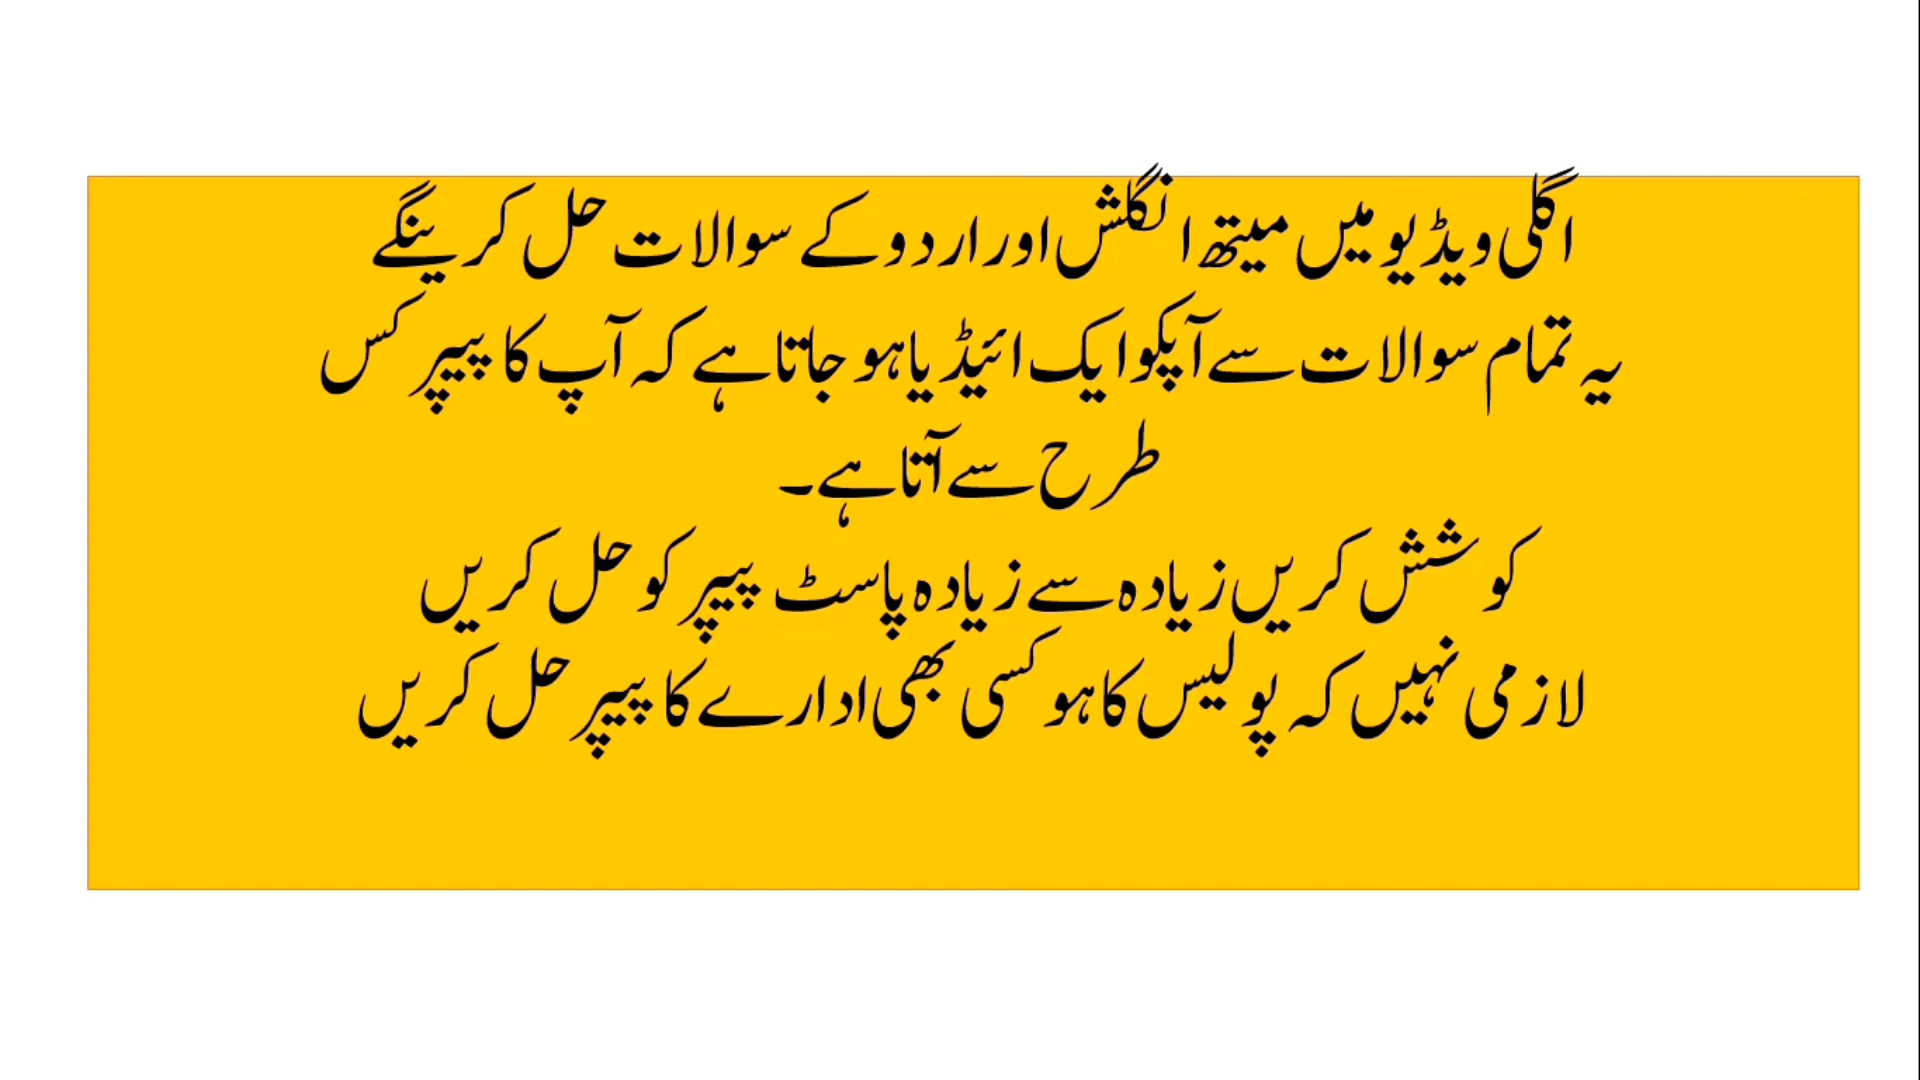 اگلی ویڈیو میں میتھ انگلش اور اردو کے سوالات حل کرینگے
یہ تمام سوالات سے آپکو ایک ائیڈیا ہو جاتا ہے کہ آپ کا پیپر کس
طرح سے آتا ہے۔
کوشش کریں زیادہ سے زیادہ پاسٹ پیپر کو حل کریں
لازمی نہیں کہ پولیس کا ہو کسی بھی ادارے کا پیپر حل کریں